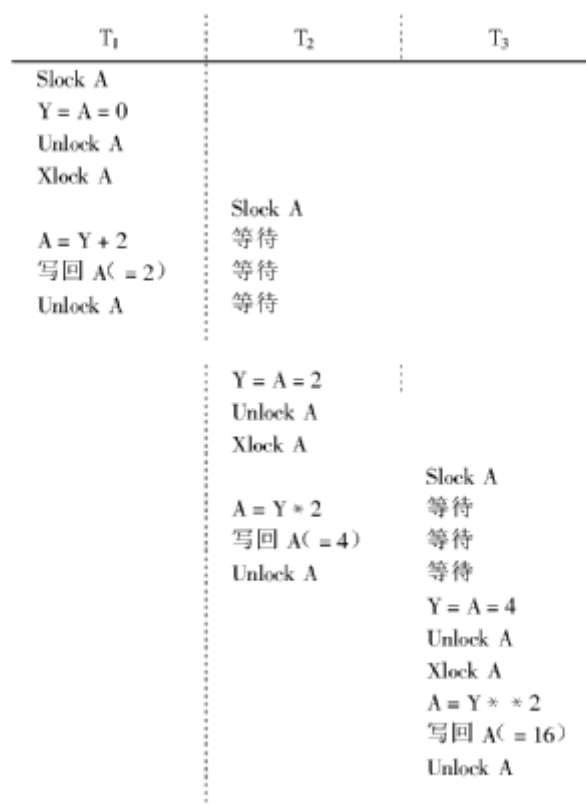 T₁ T₂ T₃
Slock A
Y = A = 0
Unlock A
Xlock A
Slock A
A = Y + 2 等待
写回 A( = 2) 等待
Unlock A 等待
Y = A = 2
Unlock A
Xlock A
Slock A
A = Y * 2 等待
写回 A( = 4) 等待
Unlock A 等待
Y = A = 4
Unlock A
Xlock A
A = Y * * 2
写回 A( = 16)
Unlock A